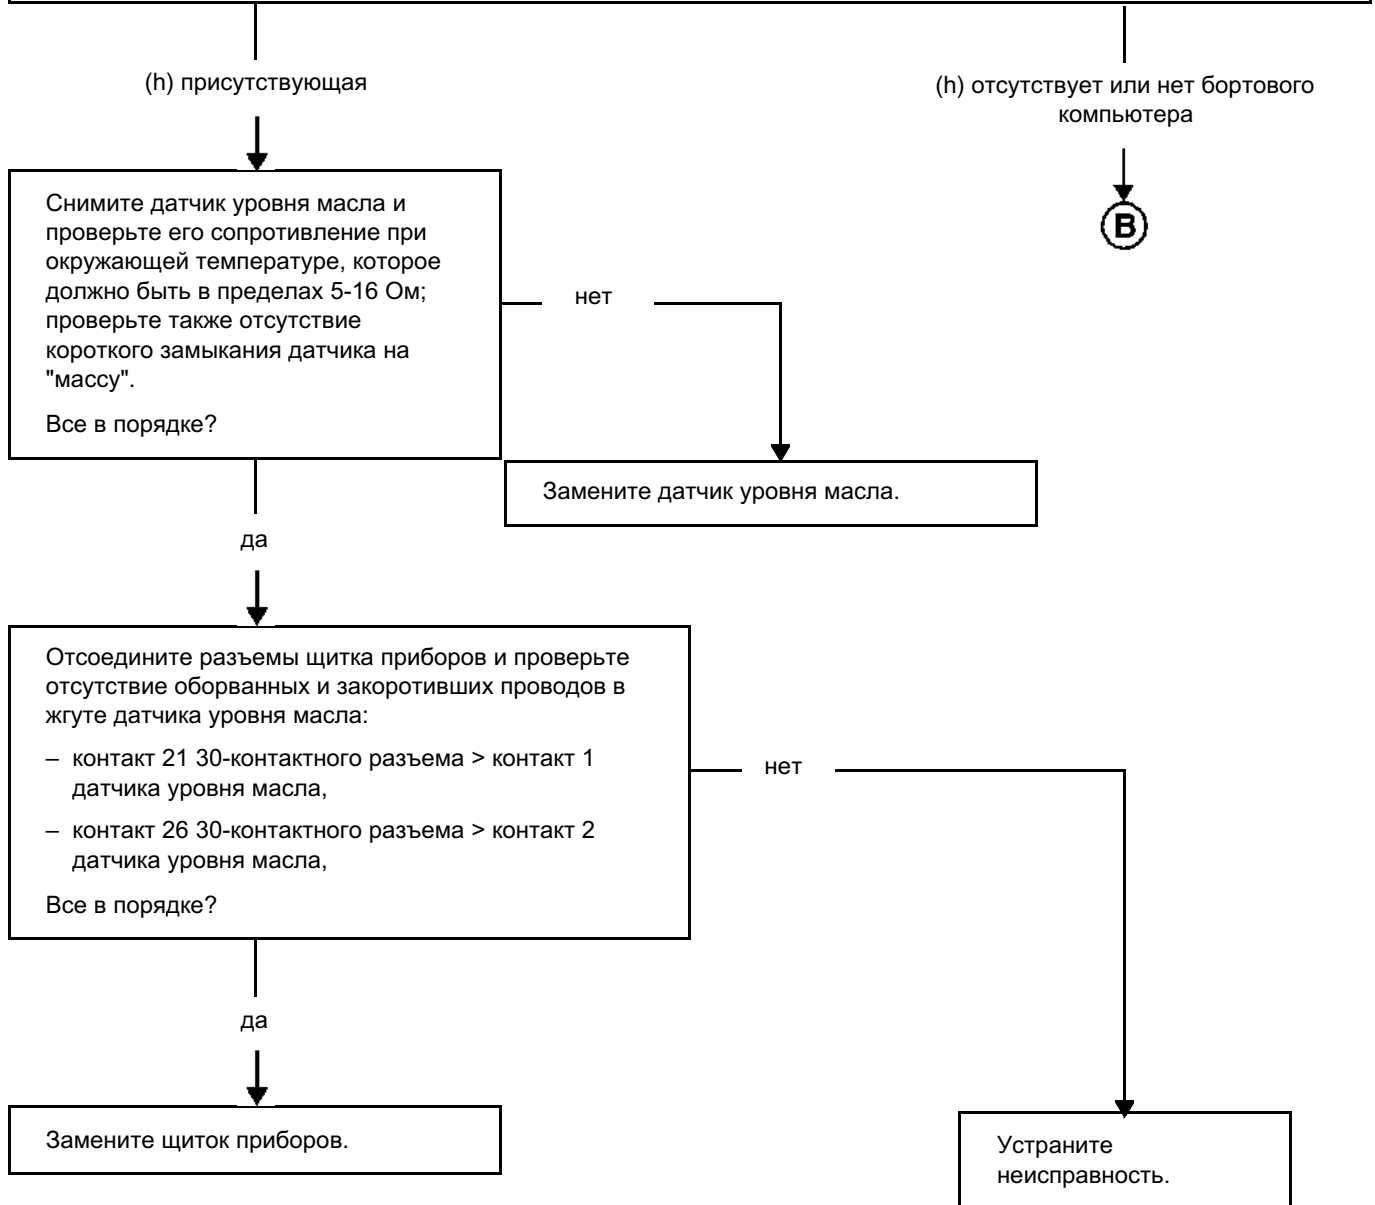 (h) присутствующая
(h) отсутствует или нет бортового
компьютера
B
Снимите датчик уровня масла и
проверьте его сопротивление при
окружающей температуре, которое
должно быть в пределах 5-16 Ом;
проверьте также отсутствие
короткого замыкания датчика на
"массу".
Все в порядке?
нет
Замените датчик уровня масла.
да
Отсоедините разъемы щитка приборов и проверьте
отсутствие оборванных и закоротивших проводов в
жгуте датчика уровня масла:
– контакт 21 30-контактного разъема > контакт 1
датчика уровня масла,
– контакт 26 30-контактного разъема > контакт 2
датчика уровня масла,
Все в порядке?
нет
да
Замените щиток приборов.
Устраните
неисправность.